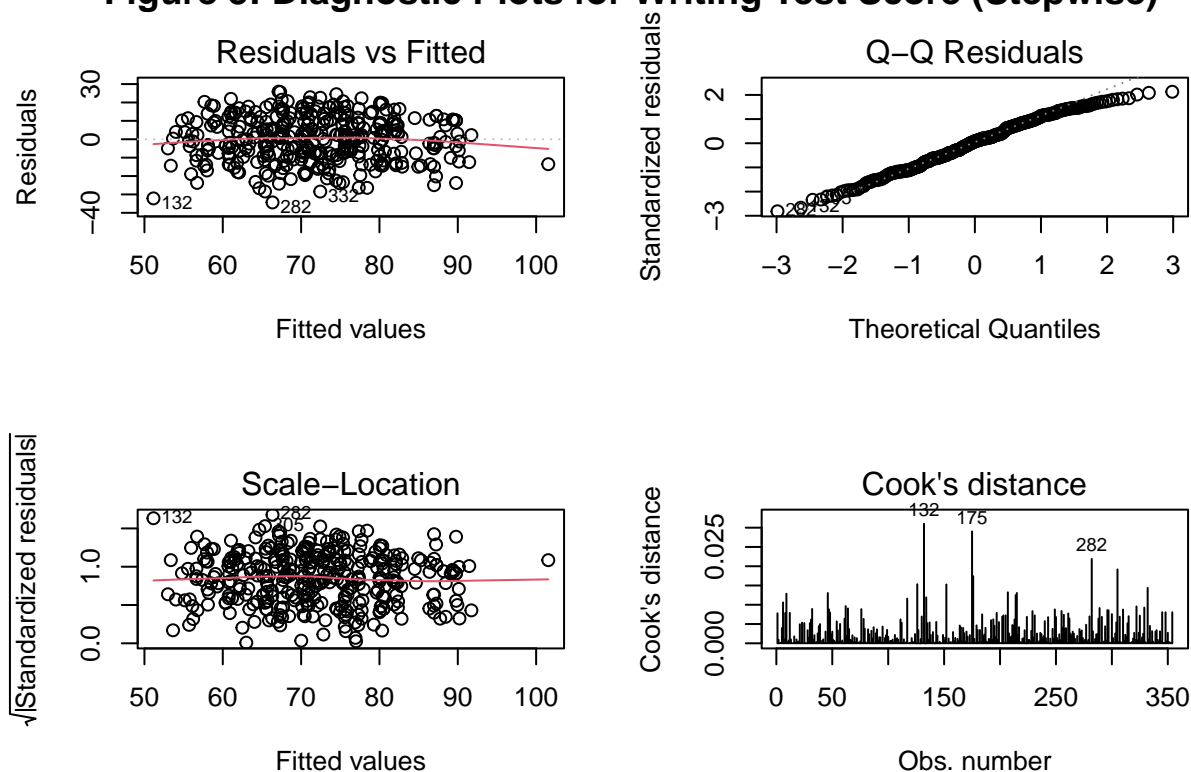 Diagnostic Plots for Writing Test Score (Stepwise)
Residuals vs Fitted
Residuals
30
0
−40
132
282
332
50 60 70 80 90 100
Fitted values
Q−Q Residuals
Standardized residuals
2
0
−3
−3 −2 −1 0 1 2 3
Theoretical Quantiles
Scale−Location
√|Standardized residuals|
1.0
0.0
132
282
50 60 70 80 90 100
Fitted values
Cook's distance
Cook's distance
0.025
0.000
132
175
282
0 50 150 250 350
Obs. number